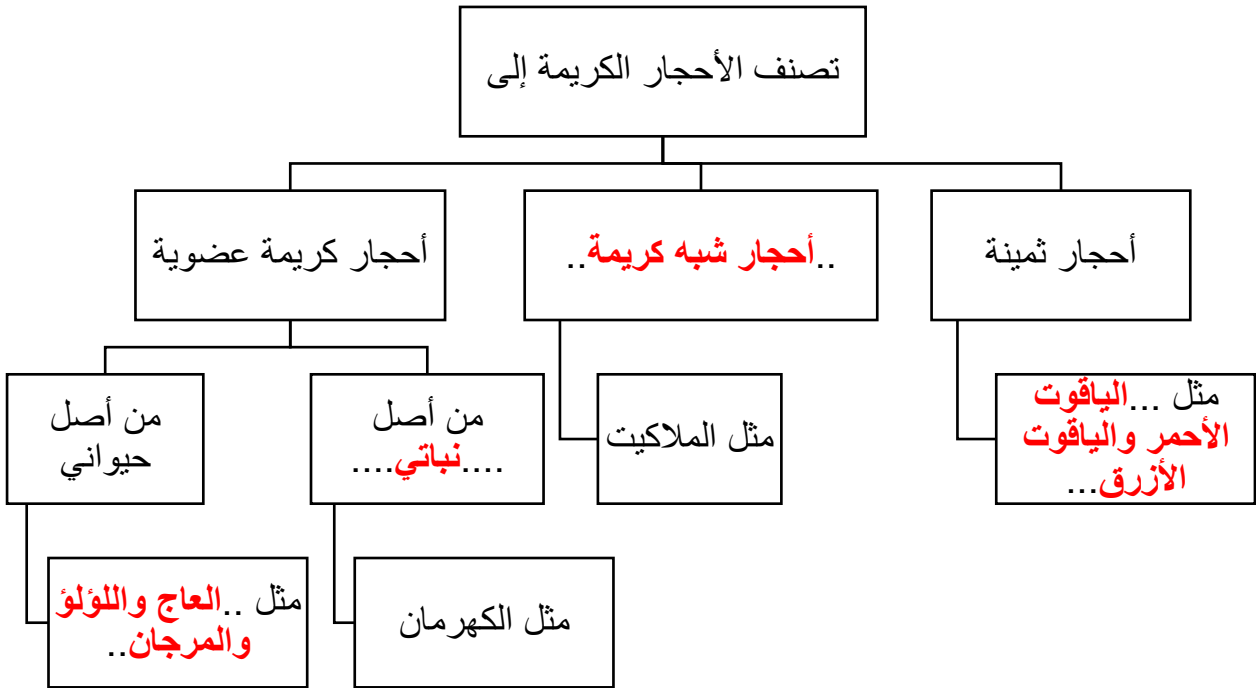 تصنف الأحجار الكريمة إلى
أحجار ثمينة
..أحجار شبه كريمة..
أحجار كريمة عضوية
مثل ...الياقوت
الأحمر والياقوت
الأزرق...
مثل الملاكيت
من أصل
....نباتي....
من أصل
حيواني
مثل الكهرمان
مثل ..العاج واللؤلؤ
والمرجان..